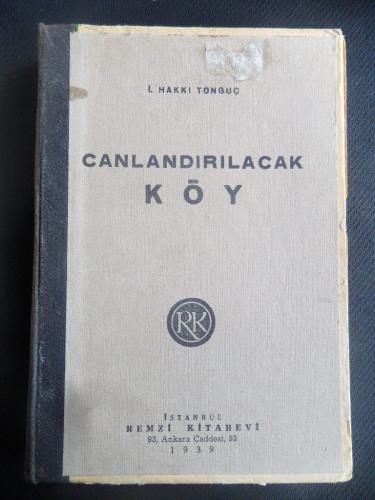 İ. HAKKI TONGUÇ
CANLANDIRILACAK
KÖY
RK
İSTANBUL
REMZİ KİTABEVİ
93, Ankara Caddesi, 93
1939